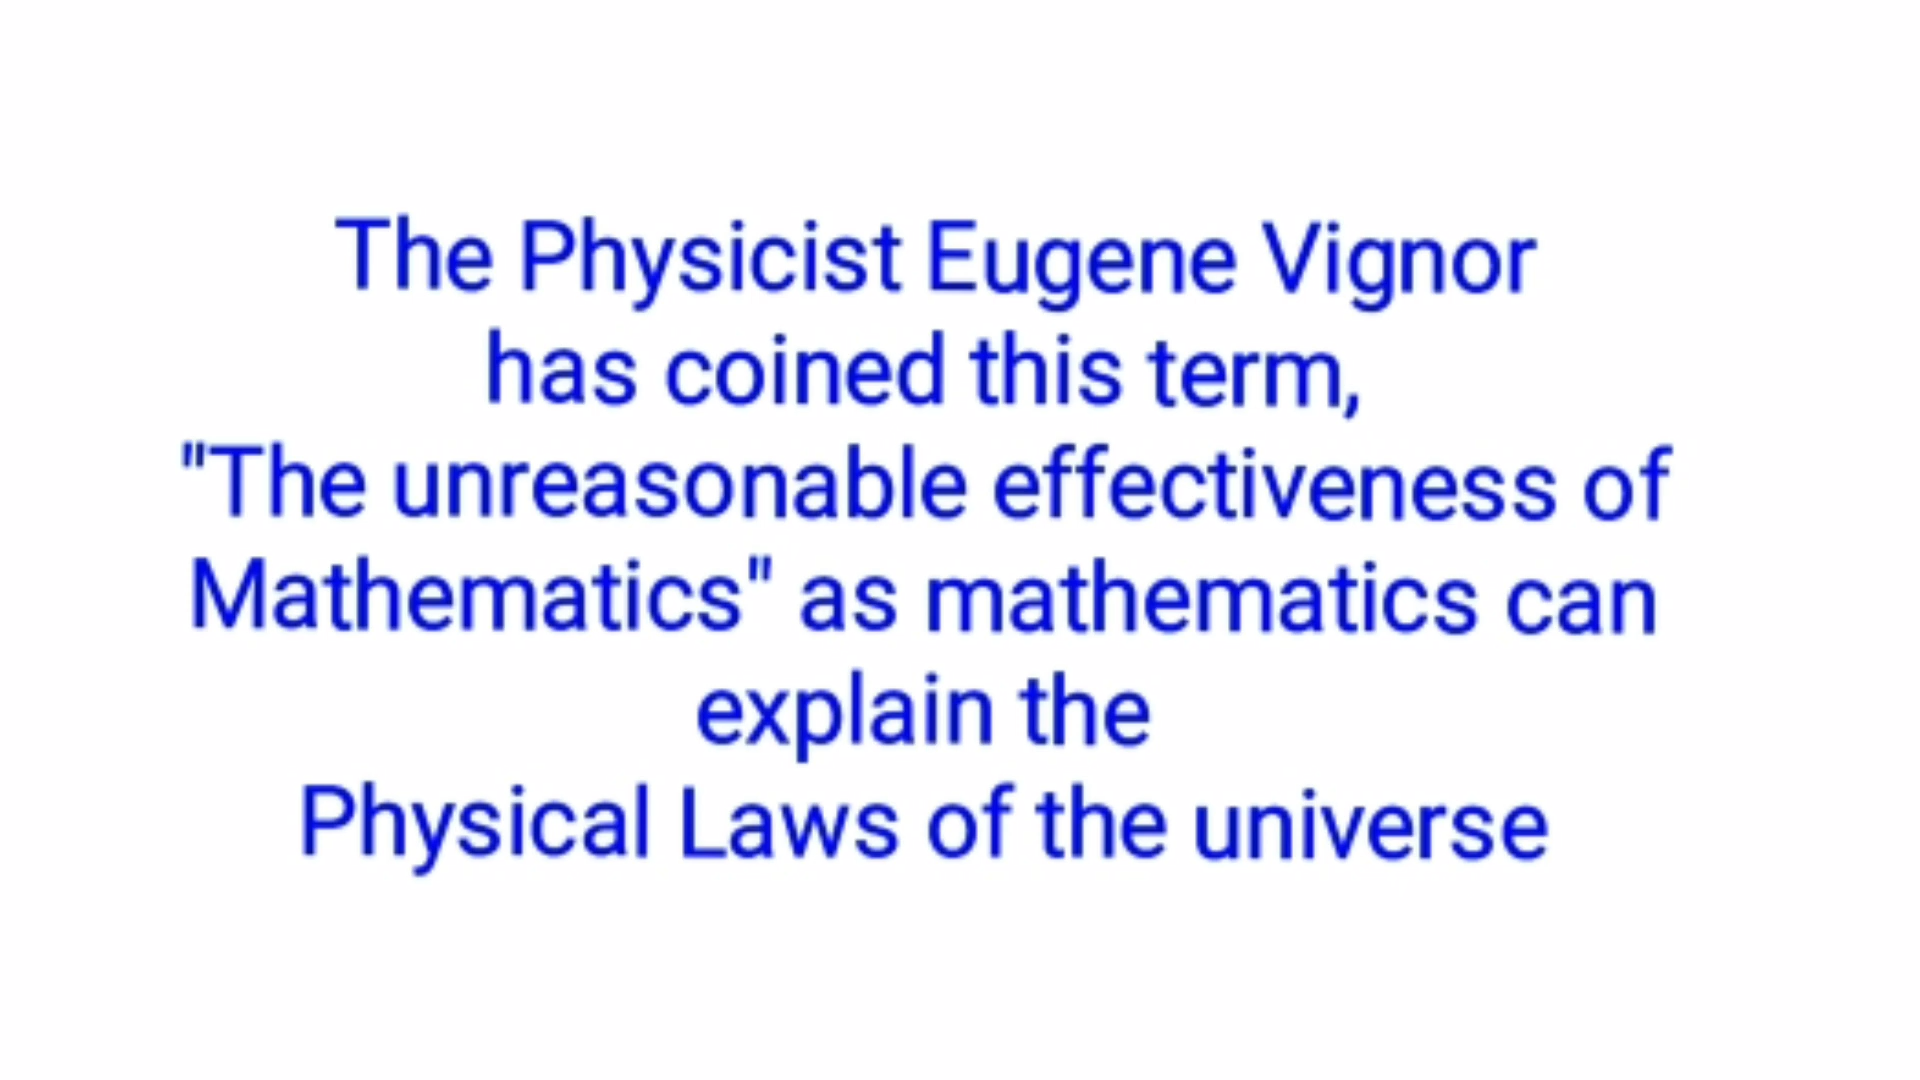 The Physicist Eugene Vignor
has coined this term,
"The unreasonable effectiveness of
Mathematics" as mathematics can
explain the
Physical Laws of the universe